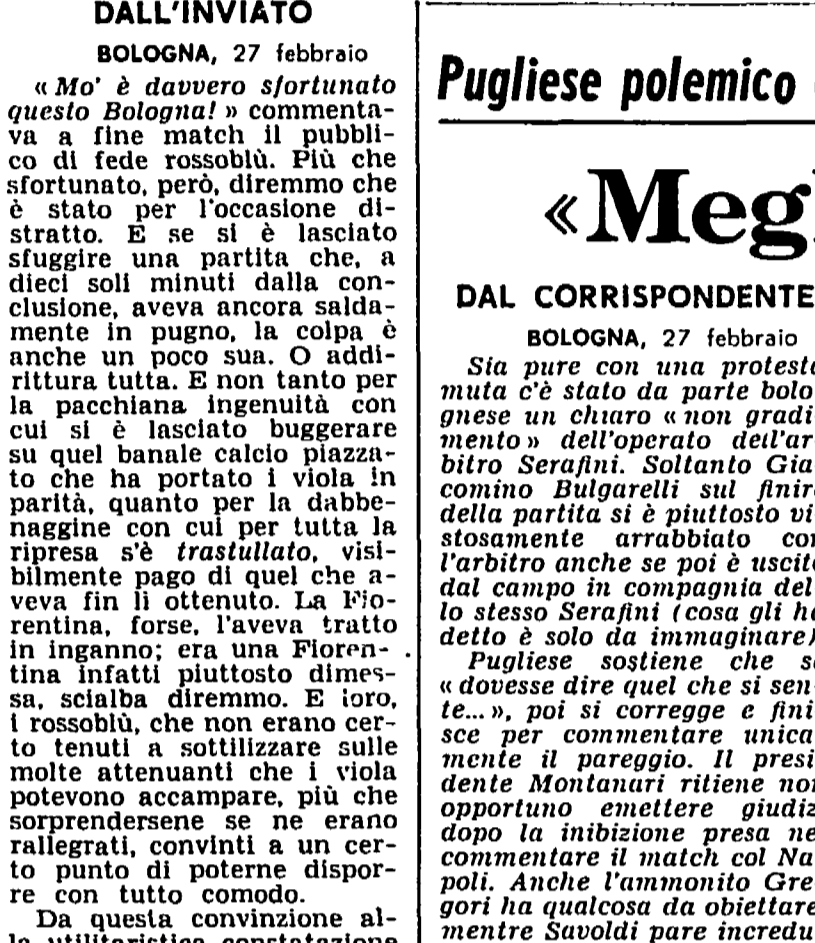 DALL'INVIATO
BOLOGNA, 27 febbraio
« Mo' è davvero sfortunato
questo Bologna! » commenta-
va a fine match il pubbli-
co di fede rossoblù. Più che
sfortunato, però, diremmo che
è stato per l'occasione di-
stratto. E se si è lasciato
sfuggire una partita che, a
dieci soli minuti dalla con-
clusione, aveva ancora salda-
mente in pugno, la colpa è
anche un poco sua. O addi-
rittura tutta. E non tanto per
la pacchiana ingenuità con
cui si è lasciato buggerare
su quel banale calcio piazza-
to che ha portato i viola in
parità, quanto per la dabbe-
naggine con cui per tutta la
ripresa s'è trastullato, visi-
bilmente pago di quel che a-
veva fin lì ottenuto. La Fio-
rentina, forse, l'aveva tratto
in inganno; era una Fioren-
tina infatti piuttosto dimes-
sa, scialba diremmo. E loro,
i rossoblù, che non erano cer-
to tenuti a sottilizzare sulle
molte attenuanti che i viola
potevono accampare, più che
sorprendersene se ne erano
rallegrati, convinti a un cer-
to punto di poterne dispor-
re con tutto comodo.
Da questa convinzione al-
la utilitaristica constatazione
Pugliese polemico
« Megl
DAL CORRISPONDENTE
BOLOGNA, 27 febbraio
Sia pure con una protesta
muta c'è stato da parte bolo-
gnese un chiaro « non gradi-
mento » dell'operato dell'ar-
bitro Serafini. Soltanto Gia-
comino Bulgarelli sul finire
della partita si è piuttosto vi-
stosamente arrabbiato con
l'arbitro anche se poi è uscito
dal campo in compagnia del-
lo stesso Serafini (cosa gli ha
detto è solo da immaginare)
Pugliese sostiene che se
« dovesse dire quel che si sen-
te... », poi si corregge e fini-
sce per commentare unica-
mente il pareggio. Il presi-
dente Montanari ritiene non
opportuno emettere giudiz
dopo la inibizione presa ne
commentare il match col Na-
poli. Anche l'ammonito Gre-
gori ha qualcosa da obiettare
mentre Savoldi pare incredu-